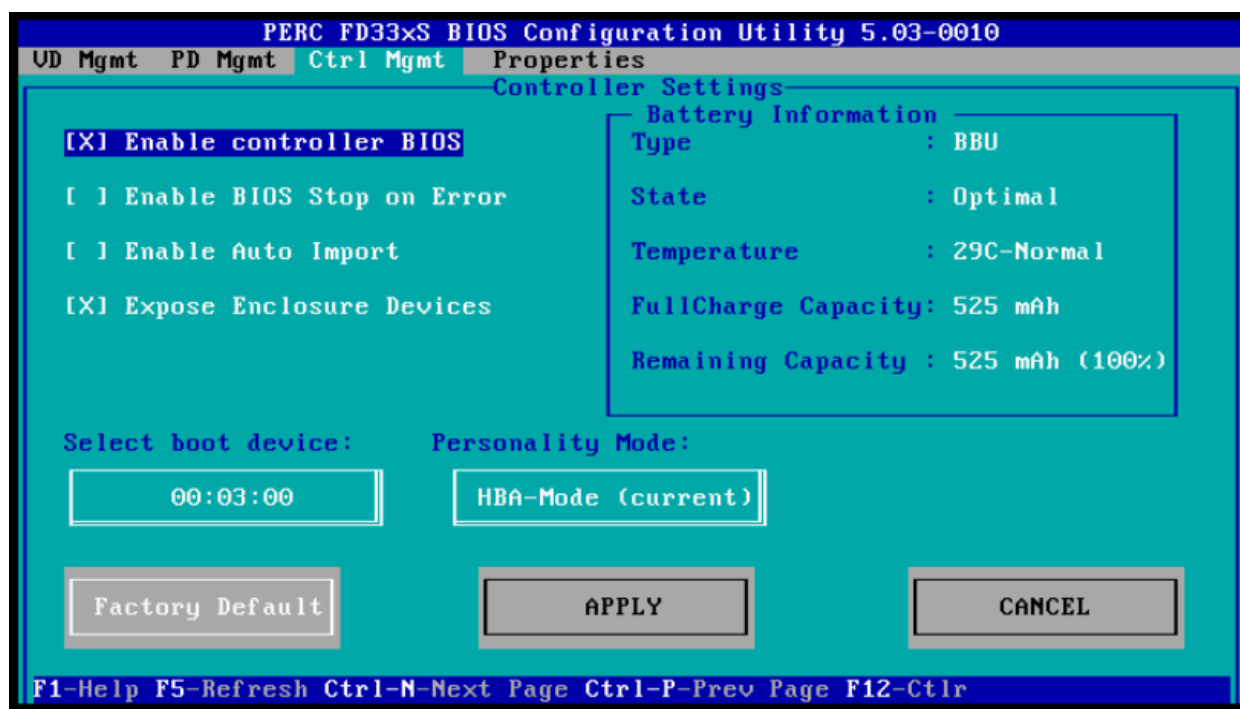 PERC FD33xS BIOS Configuration Utility 5.03-0010
VD Mgmt PD Mgmt Ctrl Mgmt Properties
Controller Settings
[X] Enable controller BIOS
[ ] Enable BIOS Stop on Error
[ ] Enable Auto Import
[X] Expose Enclosure Devices
Battery Information
Type : BBU
State : Optimal
Temperature : 29C-Normal
FullCharge Capacity: 525 mAh
Remaining Capacity : 525 mAh (100%)
Select boot device: Personality Mode:
00:03:00 HBA-Mode (current)
Factory Default APPLY CANCEL
F1-Help F5-Refresh Ctrl-N-Next Page Ctrl-P-Prev Page F12-Ctlr